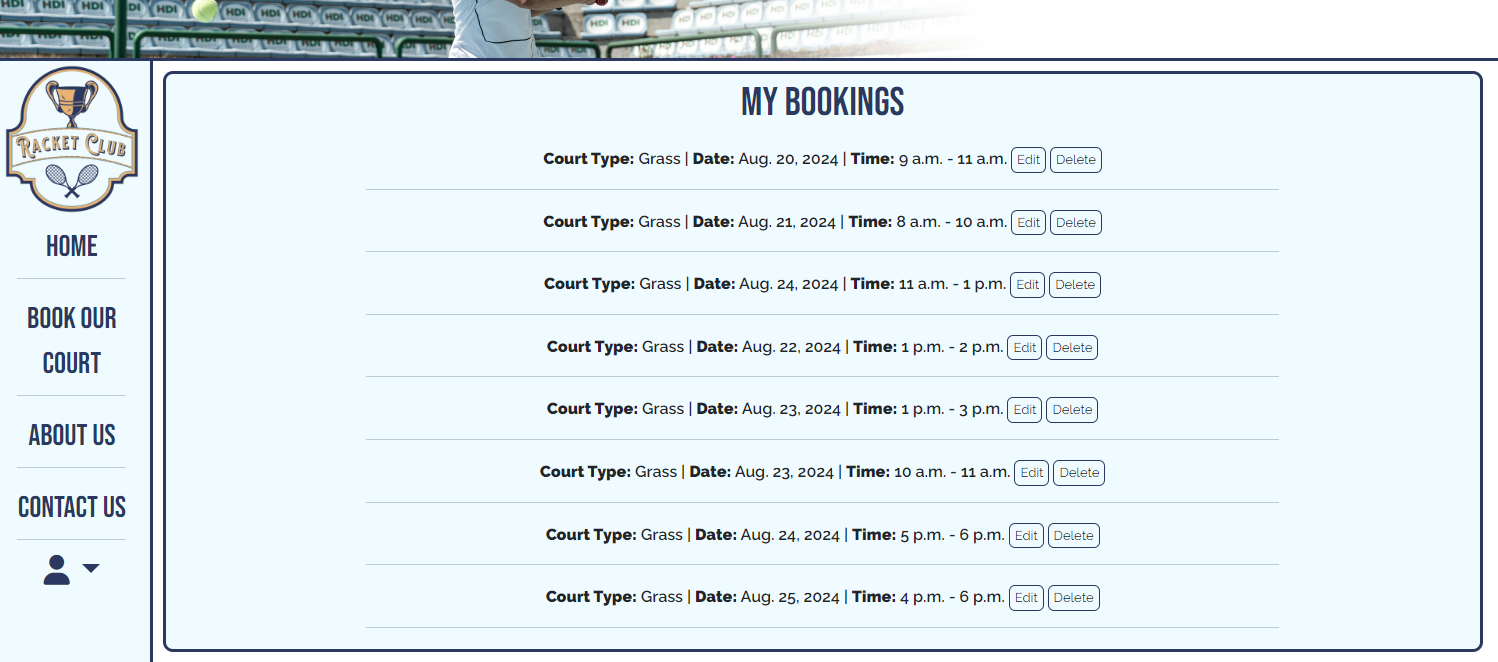 HDI HDI HDI HDI HDI HDI
RACKET CLUB
HOME
BOOK OUR
COURT
ABOUT US
CONTACT US
MY BOOKINGS
Court Type: Grass | Date: Aug. 20, 2024 | Time: 9 a.m. - 11 a.m. Edit Delete
Court Type: Grass | Date: Aug. 21, 2024 | Time: 8 a.m. - 10 a.m. Edit Delete
Court Type: Grass | Date: Aug. 24, 2024 | Time: 11 a.m. - 1 p.m. Edit Delete
Court Type: Grass | Date: Aug. 22, 2024 | Time: 1 p.m. - 2 p.m. Edit Delete
Court Type: Grass | Date: Aug. 23, 2024 | Time: 1 p.m. - 3 p.m. Edit Delete
Court Type: Grass | Date: Aug. 23, 2024 | Time: 10 a.m. - 11 a.m. Edit Delete
Court Type: Grass | Date: Aug. 24, 2024 | Time: 5 p.m. - 6 p.m. Edit Delete
Court Type: Grass | Date: Aug. 25, 2024 | Time: 4 p.m. - 6 p.m. Edit Delete